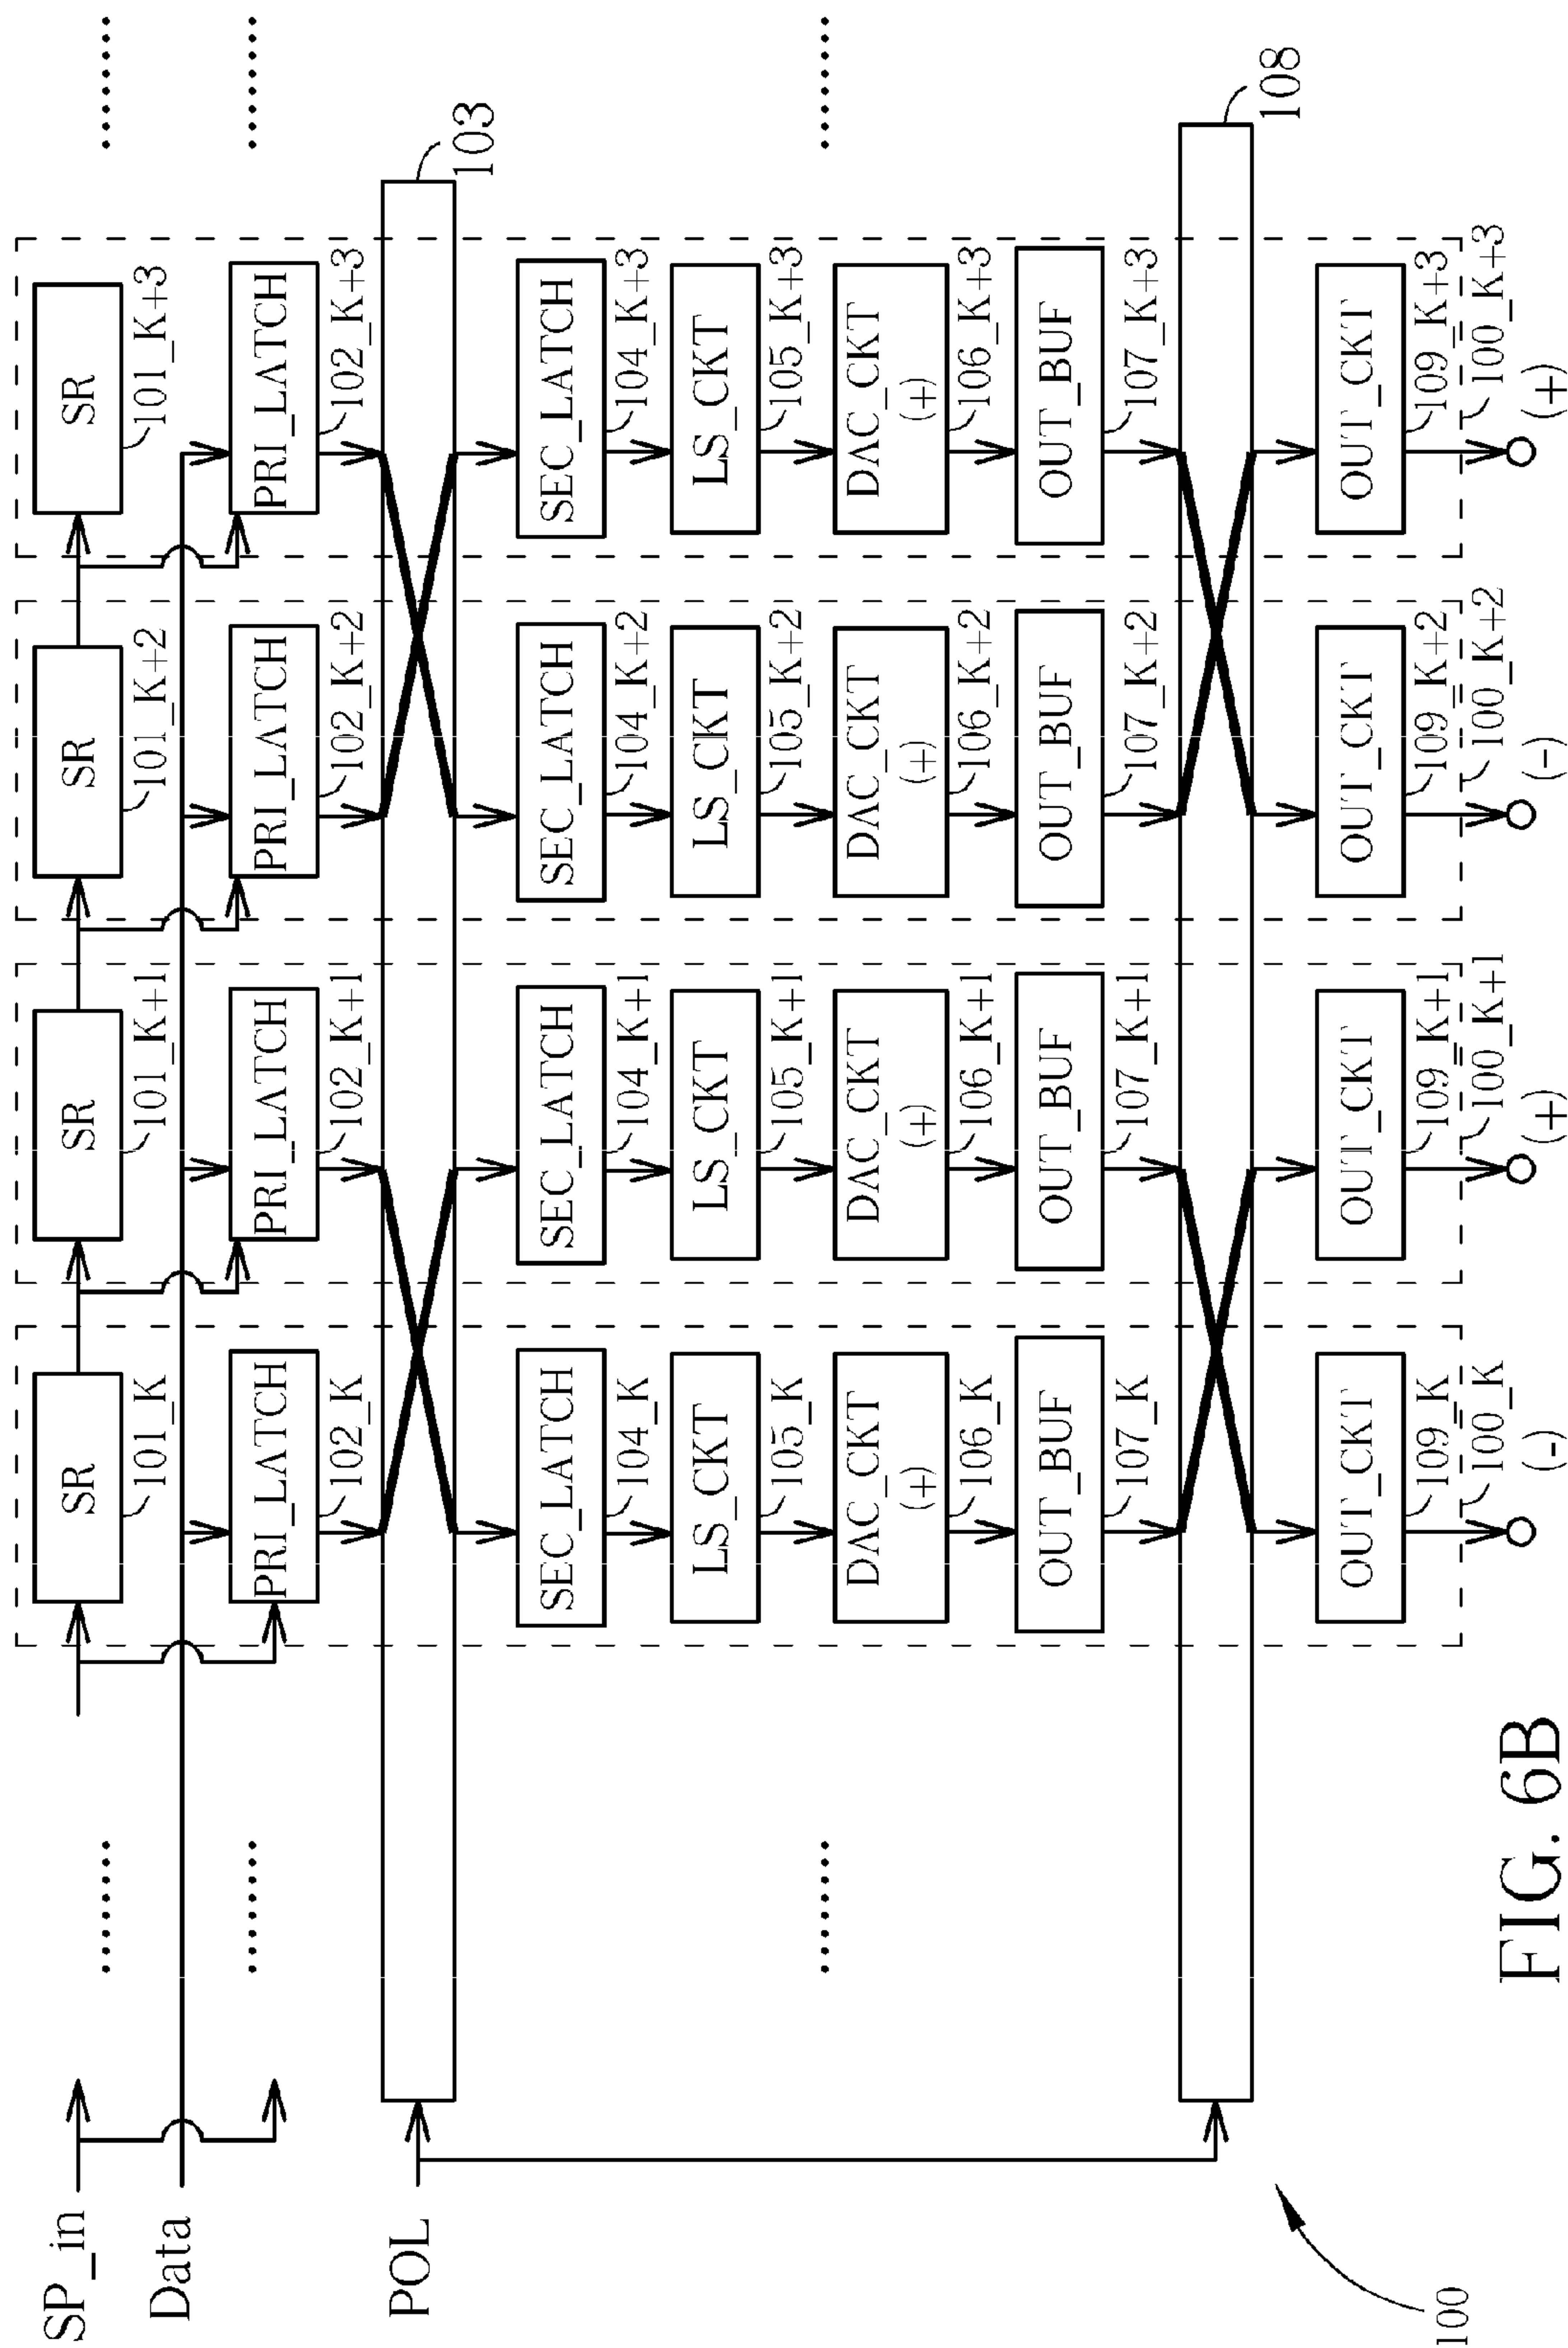 SP_in
SR
SR
SR
SR
101_K
101_K+1
101_K+2
101_K+3
Data
PRI_LATCH
PRI_LATCH
PRI_LATCH
PRI_LATCH
102_K
102_K+1
102_K+2
102_K+3
POL
103
SEC_LATCH
SEC_LATCH
SEC_LATCH
SEC_LATCH
104_K
104_K+1
104_K+2
104_K+3
LS_CKT
LS_CKT
LS_CKT
LS_CKT
105_K
105_K+1
105_K+2
105_K+3
DAC_CKT
(+)
DAC_CKT
(+)
DAC_CKT
(+)
DAC_CKT
(+)
106_K
106_K+1
106_K+2
106_K+3
OUT_BUF
OUT_BUF
OUT_BUF
OUT_BUF
107_K
107_K+1
107_K+2
107_K+3
108
OUT_CKT
OUT_CKT
OUT_CKT
OUT_CKT
109_K
109_K+1
109_K+2
109_K+3
100
100_K
100_K+1
100_K+2
100_K+3
(-)
(+)
(-)
(+)
FIG. 6B